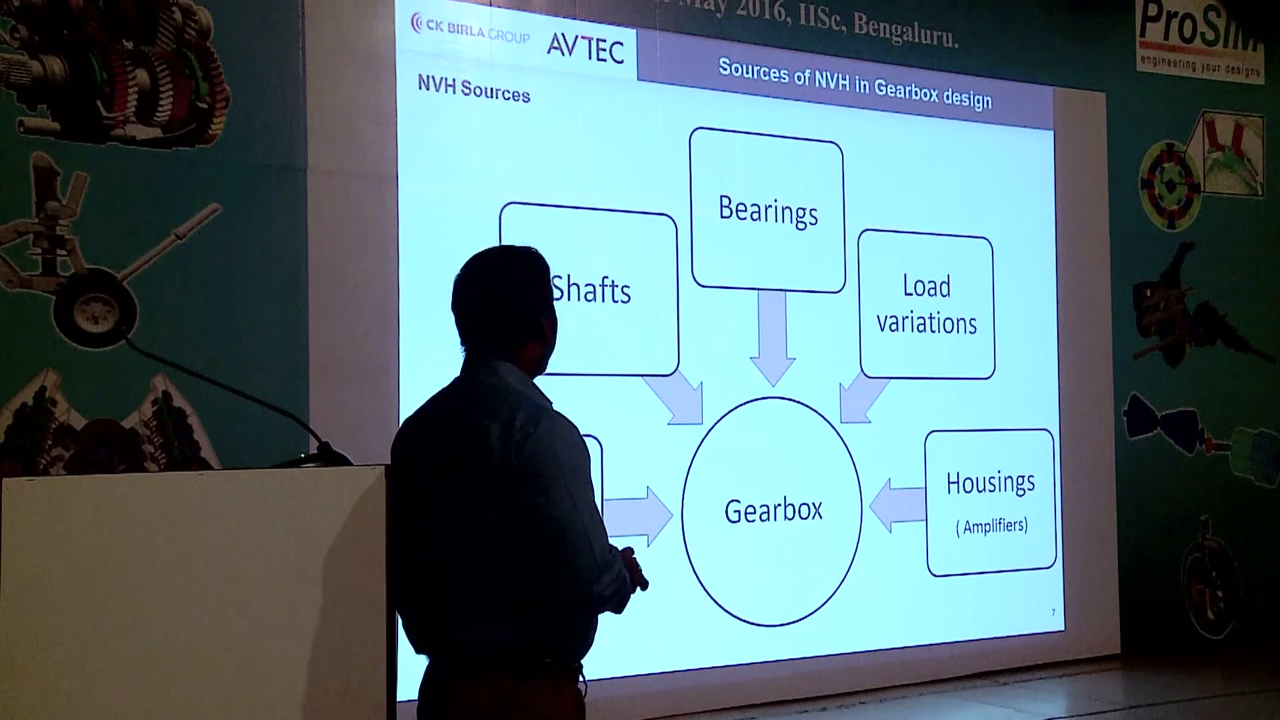 May 2016, IISc, Bengaluru.
ProSIM
engineering your designs
CK BIRLA GROUP
AVTEC
Sources of NVH in Gearbox design
NVH Sources
Bearings
Shafts
Load
variations
Gearbox
Housings
( Amplifiers)
7